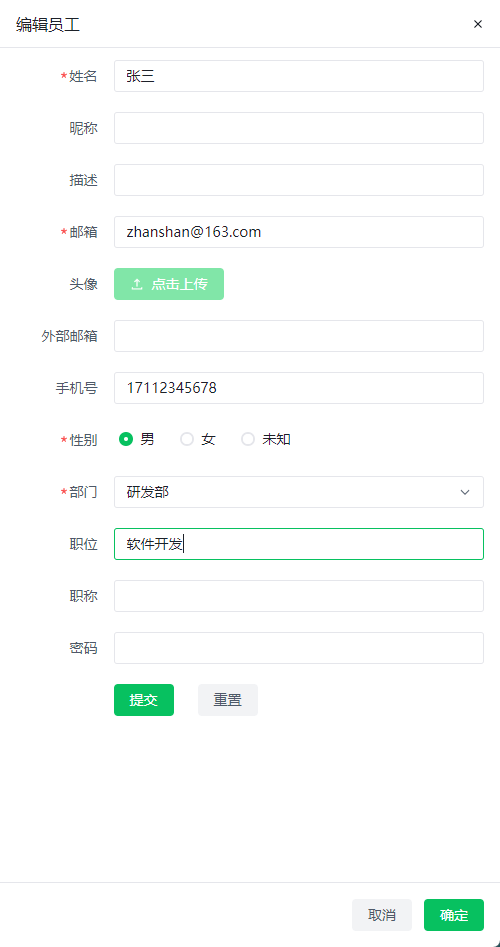 编辑员工
*姓名 张三
昵称
描述
*邮箱 zhanshan@163.com
头像 点击上传
外部邮箱
手机号 17112345678
*性别 男 女 未知
*部门 研发部
职位 软件开发
职称
密码
提交 重置
取消 确定